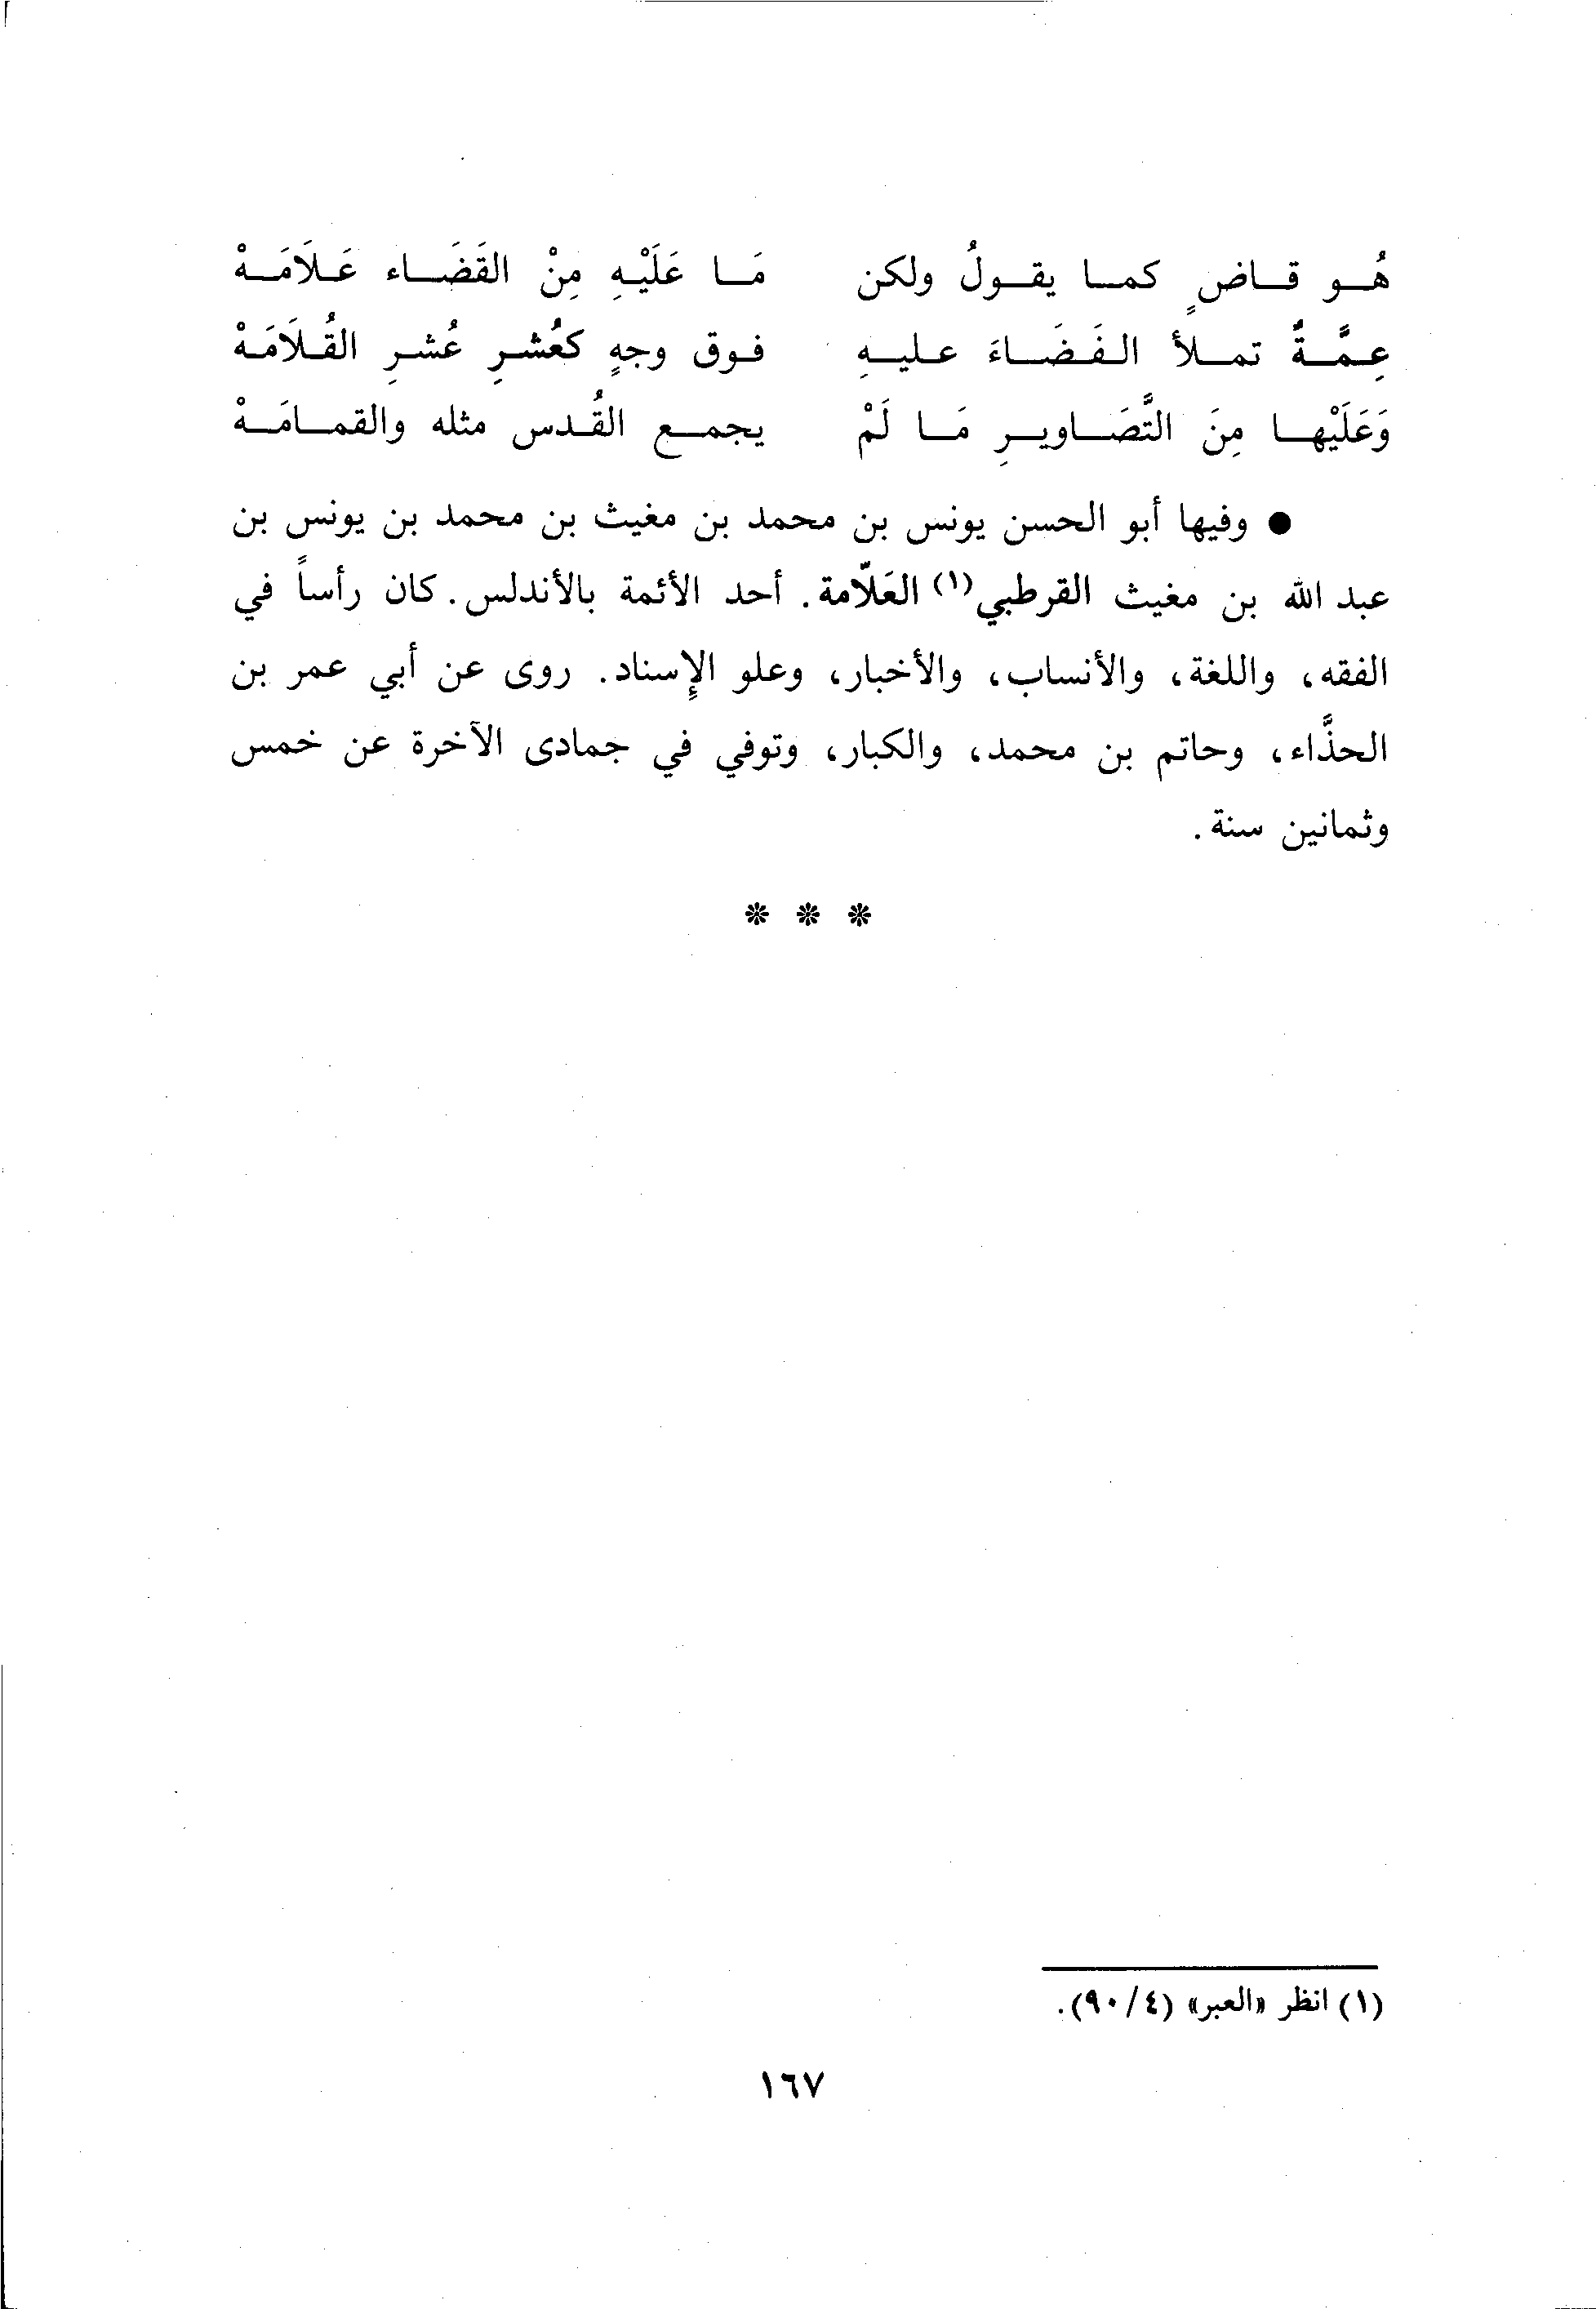 هُو قاضٍ كما يقولُ ولكن مَا عَلَيْهِ مِنْ القَضَاء عَلاَمَهْ
عِمَّةٌ تملأ الفَضَاءَ عليهِ فوق وجهٍ كعُشرِ عُشرِ القُلاَمَهْ
وَعَلَيْها مِنَ التَّصَاويرِ مَا لَمْ يجمع القُدس مثله والقمامَهْ
● وفيها أبو الحسن يونس بن محمد بن مغيث بن محمد بن يونس بن
عبد الله بن مغيث القرطبي(١) العَلّامة. أحد الأئمة بالأندلس. كان رأساً في
الفقه، واللغة، والأنساب، والأخبار، وعلو الإسناد. روى عن أبي عمر بن
الحذَّاء، وحاتم بن محمد، والكبار، وتوفي في جمادى الآخرة عن خمس
وثمانين سنة.
* * *
(١) انظر «العبر» (٤/ ٩٠).
١٦٧